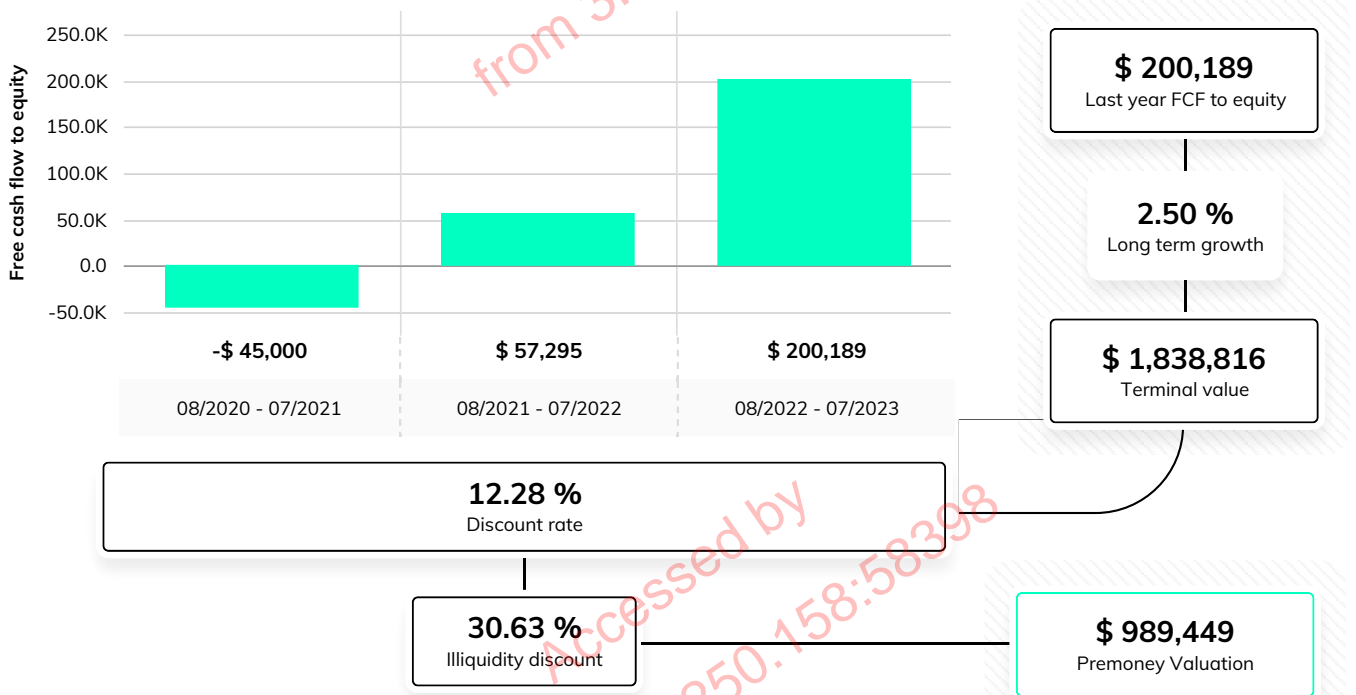 Free cash flow to equity
250.0K
200.0K
150.0K
100.0K
50.0K
0.0
-50.0K
-$ 45,000
$ 57,295
$ 200,189
08/2020 - 07/2021
08/2021 - 07/2022
08/2022 - 07/2023
$ 200,189
Last year FCF to equity
2.50 %
Long term growth
$ 1,838,816
Terminal value
12.28 %
Discount rate
30.63 %
Illiquidity discount
$ 989,449
Premoney Valuation
Accessed by
from
350.158:58398